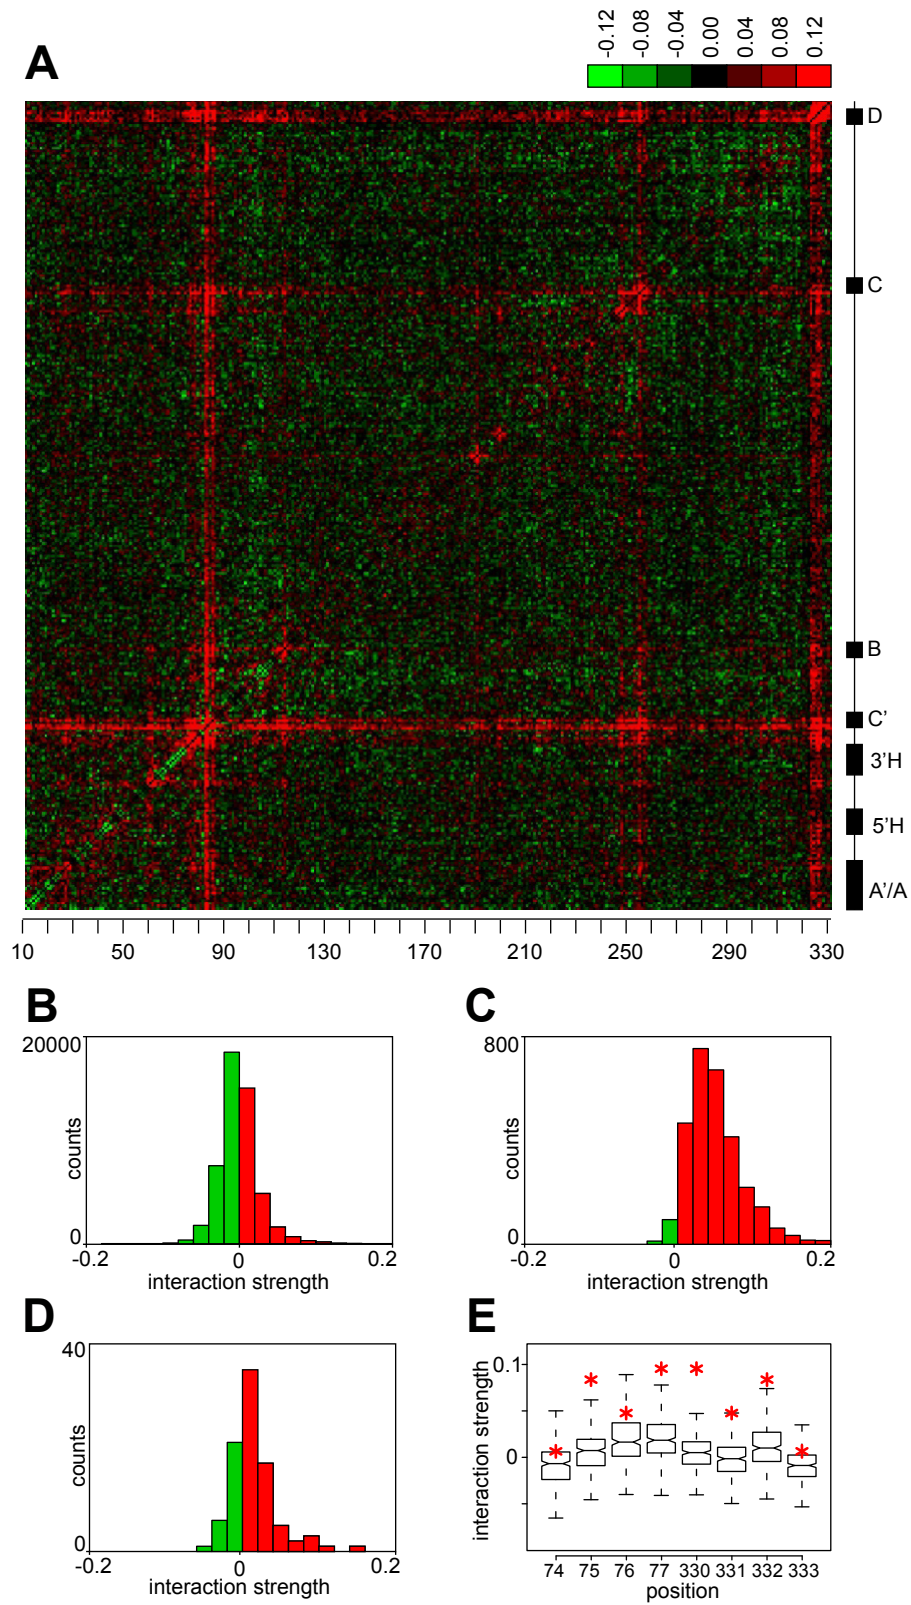 A
-0.12 -0.08 -0.04 0.00 0.04 0.08 0.12
D
C
B
C'
3'H
5'H
A'/A
10 50 90 130 170 210 250 290 330
B
20000
counts
0
-0.2 0 0.2
interaction strength
C
800
counts
0
-0.2 0 0.2
interaction strength
D
40
counts
0
-0.2 0 0.2
interaction strength
E
interaction strength
0.1
0
74 75 76 77 330 331 332 333
position